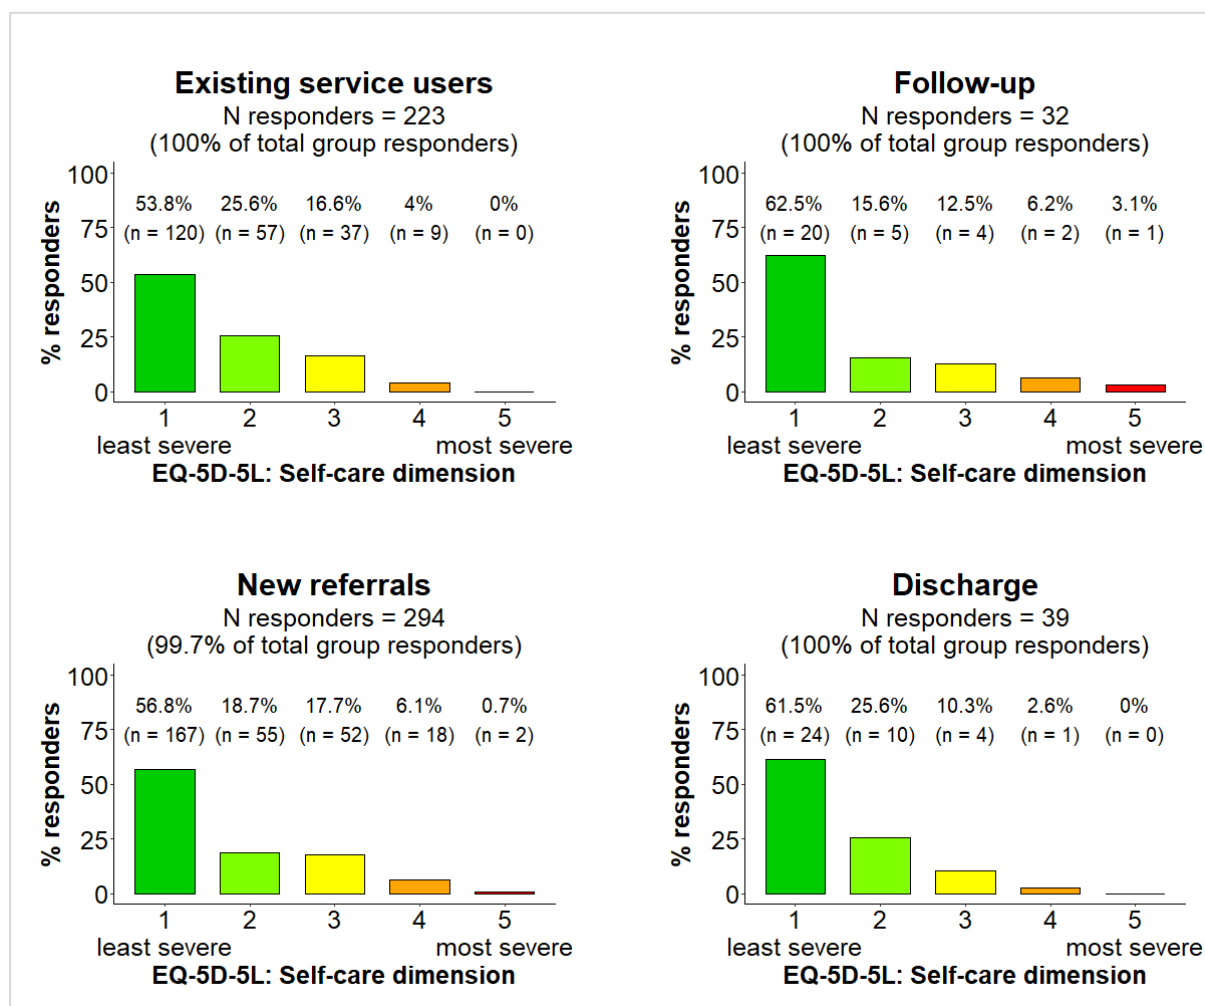 Existing service users
N responders = 223
(100% of total group responders)
100
75
50
25
0
% responders
53.8% 25.6% 16.6% 4% 0%
(n = 120) (n = 57) (n = 37) (n = 9) (n = 0)
1 2 3 4 5
least severe most severe
EQ-5D-5L: Self-care dimension
Follow-up
N responders = 32
(100% of total group responders)
100
75
50
25
0
% responders
62.5% 15.6% 12.5% 6.2% 3.1%
(n = 20) (n = 5) (n = 4) (n = 2) (n = 1)
1 2 3 4 5
least severe most severe
EQ-5D-5L: Self-care dimension
New referrals
N responders = 294
(99.7% of total group responders)
100
75
50
25
0
% responders
56.8% 18.7% 17.7% 6.1% 0.7%
(n = 167) (n = 55) (n = 52) (n = 18) (n = 2)
1 2 3 4 5
least severe most severe
EQ-5D-5L: Self-care dimension
Discharge
N responders = 39
(100% of total group responders)
100
75
50
25
0
% responders
61.5% 25.6% 10.3% 2.6% 0%
(n = 24) (n = 10) (n = 4) (n = 1) (n = 0)
1 2 3 4 5
least severe most severe
EQ-5D-5L: Self-care dimension